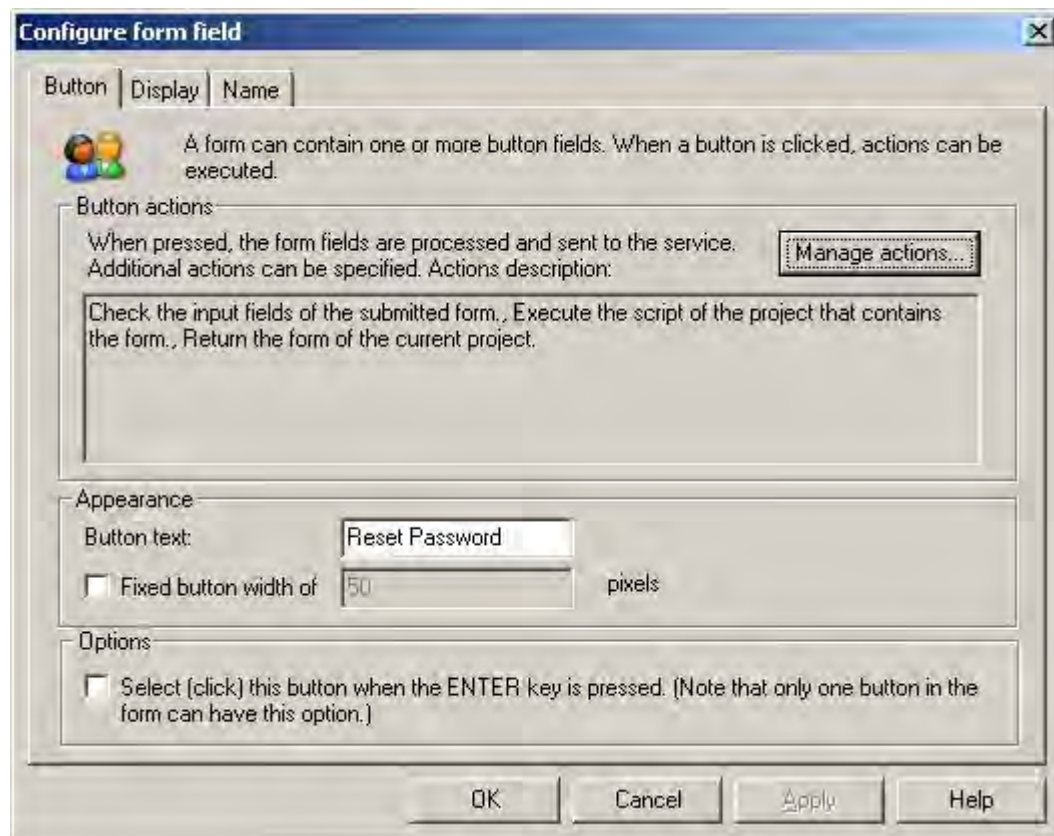 Configure form field
Button Display Name
A form can contain one or more button fields. When a button is clicked, actions can be
executed.
Button actions
When pressed, the form fields are processed and sent to the service.
Additional actions can be specified. Actions description:
Manage actions...
Check the input fields of the submitted form., Execute the script of the project that contains
the form., Return the form of the current project.
Appearance
Button text: Reset Password
Fixed button width of 50 pixels
Options
Select (click) this button when the ENTER key is pressed. (Note that only one button in the
form can have this option.)
OK Cancel Apply Help